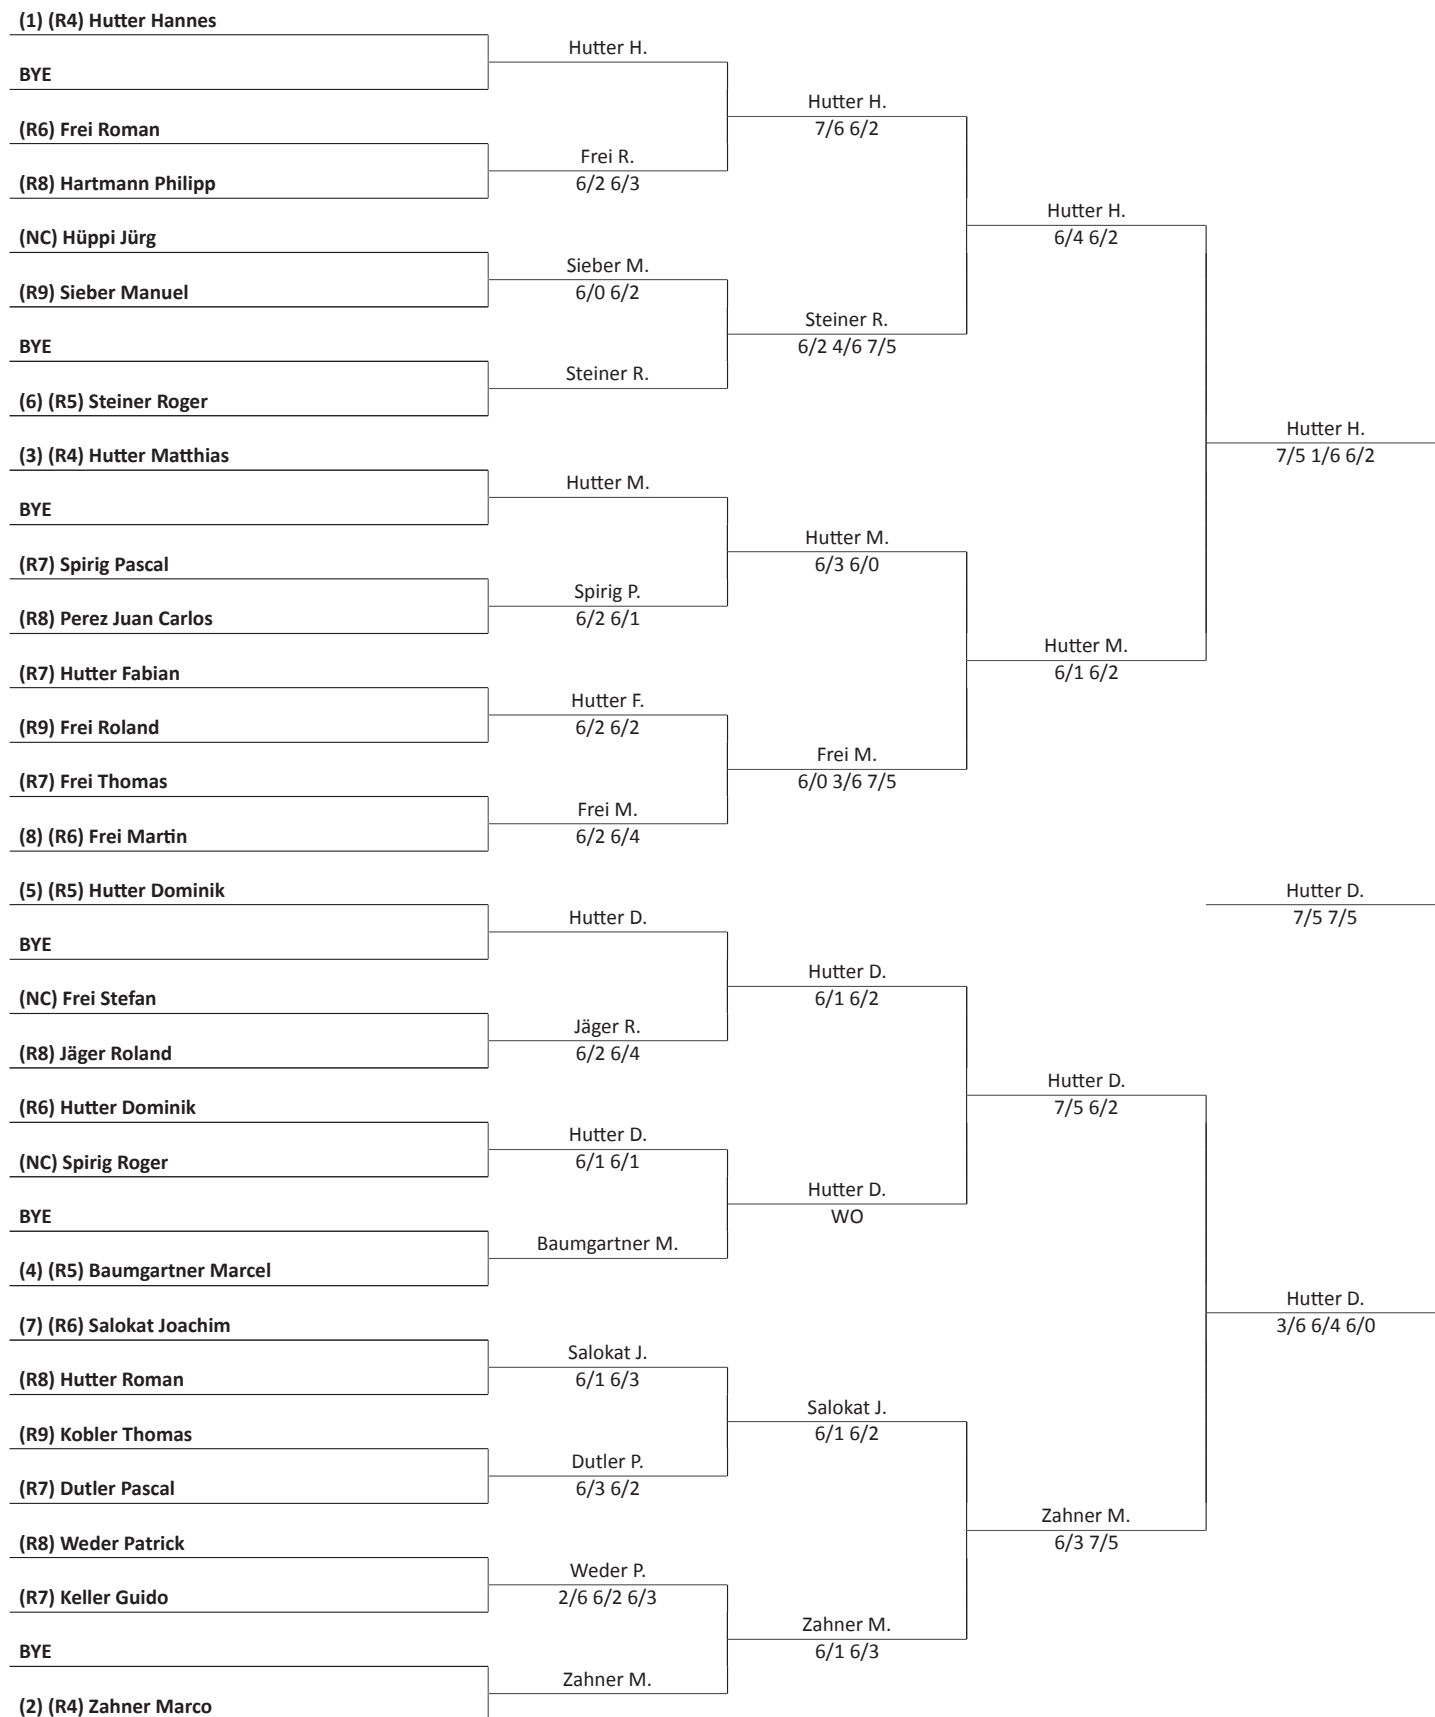 (1) (R4) Hutter Hannes
Hutter H.
BYE
Hutter H.
7/6 6/2
(R6) Frei Roman
Frei R.
6/2 6/3
(R8) Hartmann Philipp
Hutter H.
6/4 6/2
(NC) Hüppi Jürg
Sieber M.
6/0 6/2
(R9) Sieber Manuel
Steiner R.
6/2 4/6 7/5
BYE
Steiner R.
(6) (R5) Steiner Roger
Hutter H.
7/5 1/6 6/2
(3) (R4) Hutter Matthias
Hutter M.
BYE
Hutter M.
6/3 6/0
(R7) Spirig Pascal
Spirig P.
6/2 6/1
(R8) Perez Juan Carlos
Hutter M.
6/1 6/2
(R7) Hutter Fabian
Hutter F.
6/2 6/2
(R9) Frei Roland
Frei M.
6/0 3/6 7/5
(R7) Frei Thomas
Frei M.
6/2 6/4
(8) (R6) Frei Martin
(5) (R5) Hutter Dominik
Hutter D.
7/5 7/5
Hutter D.
BYE
Hutter D.
6/1 6/2
(NC) Frei Stefan
Jäger R.
6/2 6/4
(R8) Jäger Roland
Hutter D.
7/5 6/2
(R6) Hutter Dominik
Hutter D.
6/1 6/1
(NC) Spirig Roger
Hutter D.
WO
BYE
Baumgartner M.
(4) (R5) Baumgartner Marcel
Hutter D.
3/6 6/4 6/0
(7) (R6) Salokat Joachim
Salokat J.
6/1 6/3
(R8) Hutter Roman
Salokat J.
6/1 6/2
(R9) Kobler Thomas
Dutler P.
6/3 6/2
(R7) Dutler Pascal
Zahner M.
6/3 7/5
(R8) Weder Patrick
Weder P.
2/6 6/2 6/3
(R7) Keller Guido
Zahner M.
6/1 6/3
BYE
Zahner M.
(2) (R4) Zahner Marco